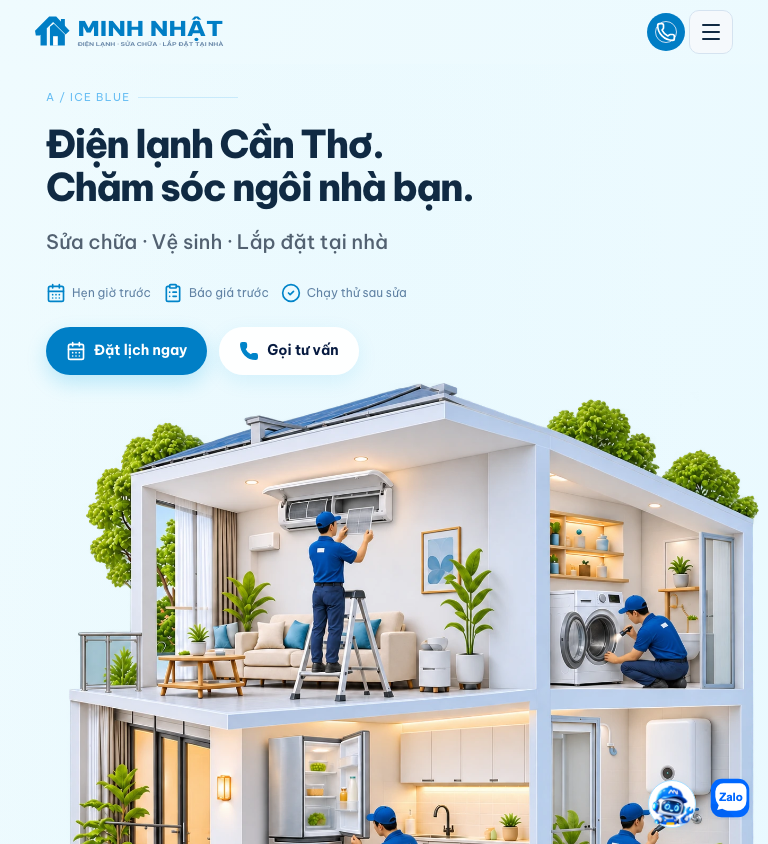 MINH NHẬT
ĐIỆN LẠNH · SỬA CHỮA · LẮP ĐẶT TẠI NHÀ
A / ICE BLUE
Điện lạnh Cần Thơ.
Chăm sóc ngôi nhà bạn.
Sửa chữa · Vệ sinh · Lắp đặt tại nhà
Hẹn giờ trước Báo giá trước Chạy thử sau sửa
Đặt lịch ngay Gọi tư vấn
Zalo